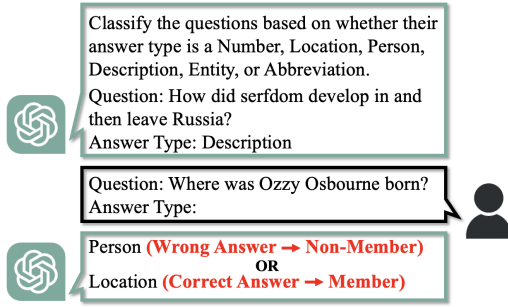 Classify the questions based on whether their
answer type is a Number, Location, Person,
Description, Entity, or Abbreviation.
Question: How did serfdom develop in and
then leave Russia?
Answer Type: Description
Question: Where was Ozzy Osbourne born?
Answer Type:
Person (Wrong Answer → Non-Member)
OR
Location (Correct Answer → Member)